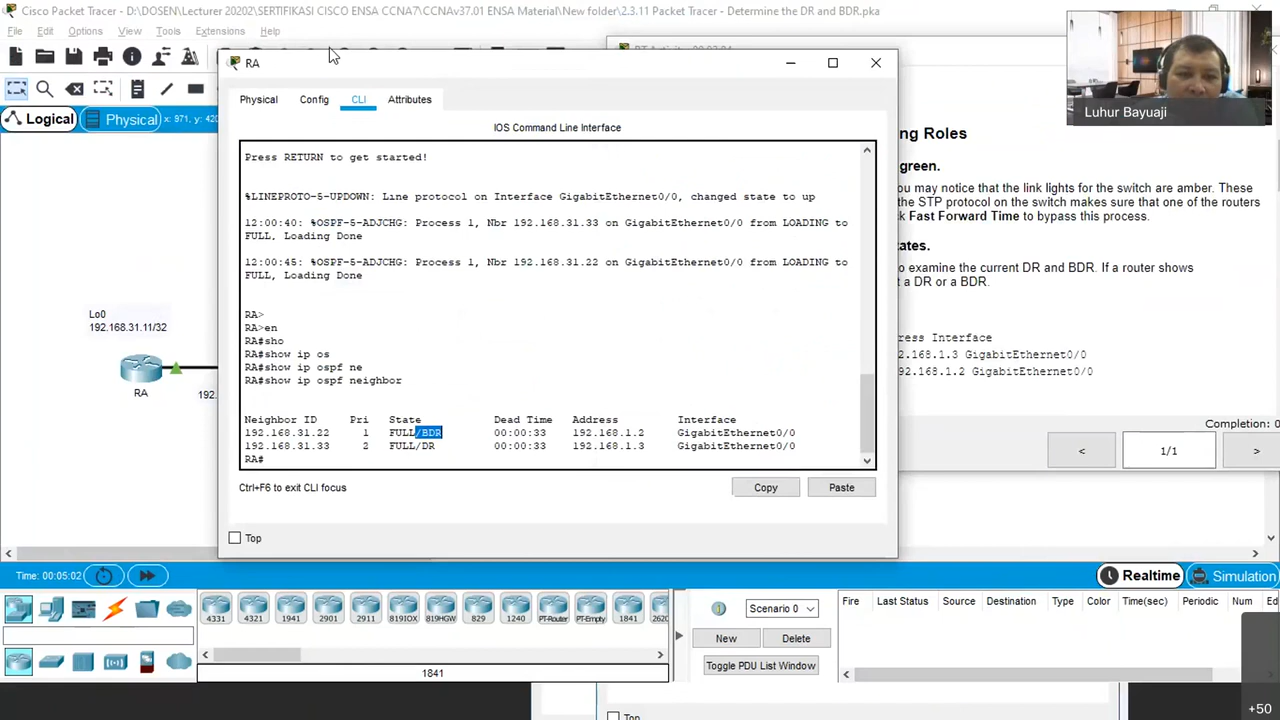 Cisco Packet Tracer - D:\DOSEN\Lecturer 20202\SERTIFIKASI CISCO ENSA CCNA7\CCNAv37.01 ENSA Material\New folder\2.3.11 Packet Tracer - Determine the DR and BDR.pka
File Edit Options View Tools Extensions Help
RA
Luhur Bayuaji
Logical
Physical
x: 971, y: 420
Physical Config CLI Attributes
IOS Command Line Interface
Press RETURN to get started!
%LINEPROTO-5-UPDOWN: Line protocol on Interface GigabitEthernet0/0, changed state to up
12:00:40: %OSPF-5-ADJCHG: Process 1, Nbr 192.168.31.33 on GigabitEthernet0/0 from LOADING to
FULL, Loading Done
12:00:45: %OSPF-5-ADJCHG: Process 1, Nbr 192.168.31.22 on GigabitEthernet0/0 from LOADING to
FULL, Loading Done
RA>
RA>en
RA#sho
RA#show ip os
RA#show ip ospf ne
RA#show ip ospf neighbor
Neighbor ID Pri State Dead Time Address Interface
192.168.31.22 1 FULL/BDR 00:00:33 192.168.1.2 GigabitEthernet0/0
192.168.31.33 2 FULL/DR 00:00:33 192.168.1.3 GigabitEthernet0/0
RA#
Ctrl+F6 to exit CLI focus
Copy
Paste
Top
Lo0
192.168.31.11/32
RA
192.
ng Roles
green.
ou may notice that the link lights for the switch are amber. These
the STP protocol on the switch makes sure that one of the routers
k Fast Forward Time to bypass this process.
tates.
to examine the current DR and BDR. If a router shows
t a DR or a BDR.
ress Interface
2.168.1.3 GigabitEthernet0/0
92.168.1.2 GigabitEthernet0/0
Completion: 0
<
1/1
>
Time: 00:05:02
Realtime
Simulation
4331 4321 1941 2901 2911 819IOX 819HGW 829 1240 PT-Router PT-Empty 1841 2620
1841
Scenario 0
New
Delete
Toggle PDU List Window
Fire Last Status Source Destination Type Color Time(sec) Periodic Num Ed
+50
Top